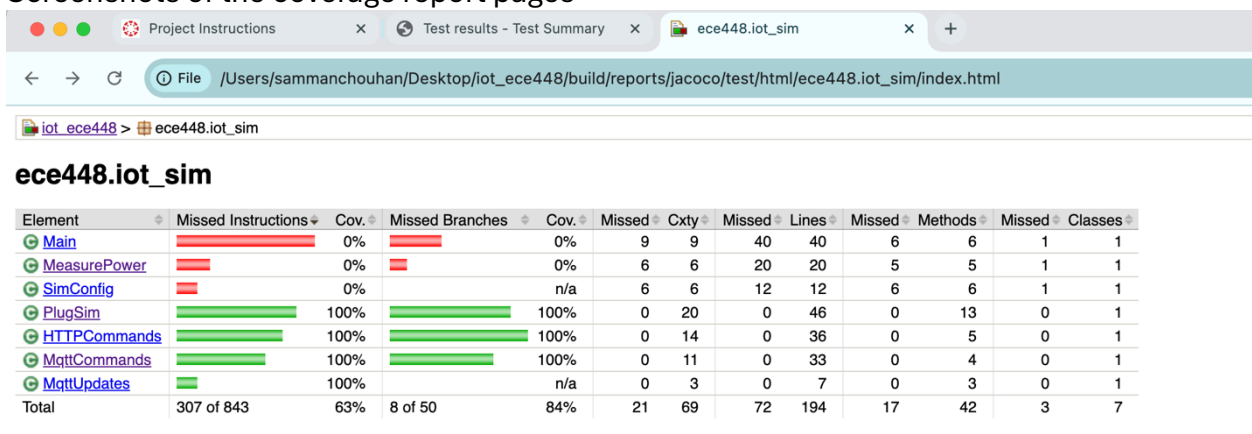 Screenshots of the coverage report pages
Project Instructions × Test results - Test Summary × ece448.iot_sim × +
File /Users/sammanchouhan/Desktop/iot_ece448/build/reports/jacoco/test/html/ece448.iot_sim/index.html
iot_ece448 > ece448.iot_sim
ece448.iot_sim
Element Missed Instructions Cov. Missed Branches Cov. Missed Cxty Missed Lines Missed Methods Missed Classes
Main 0% 0% 9 9 40 40 6 6 1 1
MeasurePower 0% 0% 6 6 20 20 5 5 1 1
SimConfig 0% n/a 6 6 12 12 6 6 1 1
PlugSim 100% 100% 0 20 0 46 0 13 0 1
HTTPCommands 100% 100% 0 14 0 36 0 5 0 1
MqttCommands 100% 100% 0 11 0 33 0 4 0 1
MqttUpdates 100% n/a 0 3 0 7 0 3 0 1
Total 307 of 843 63% 8 of 50 84% 21 69 72 194 17 42 3 7